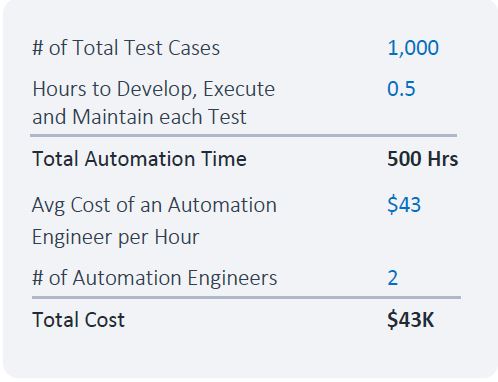 # of Total Test Cases 1,000
Hours to Develop, Execute 0.5
and Maintain each Test
Total Automation Time 500 Hrs
Avg Cost of an Automation $43
Engineer per Hour
# of Automation Engineers 2
Total Cost $43K